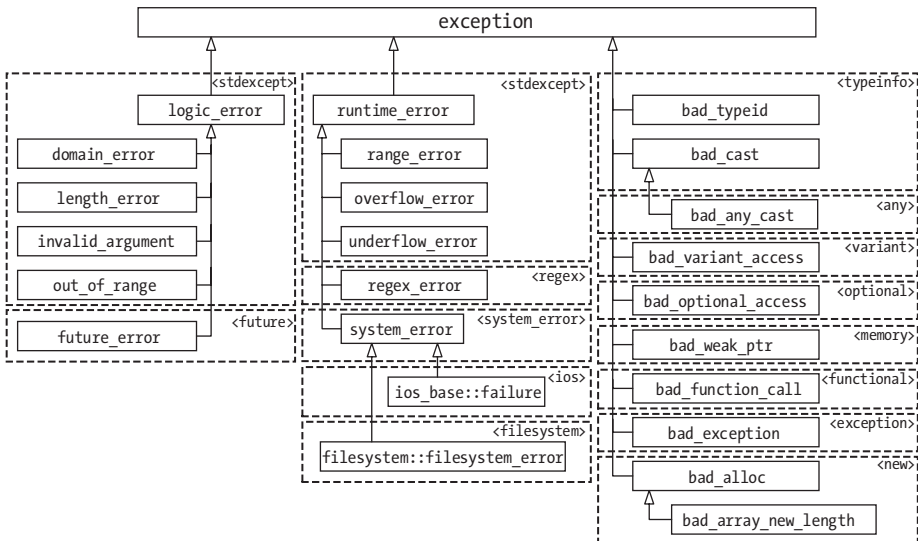 exception
<stdexcept>
logic_error
domain_error
length_error
invalid_argument
out_of_range
<future>
future_error
<stdexcept>
runtime_error
range_error
overflow_error
underflow_error
<regex>
regex_error
<system_error>
system_error
<ios>
ios_base::failure
<filesystem>
filesystem::filesystem_error
<typeinfo>
bad_typeid
bad_cast
<any>
bad_any_cast
<variant>
bad_variant_access
<optional>
bad_optional_access
<memory>
bad_weak_ptr
<functional>
bad_function_call
<exception>
bad_exception
<new>
bad_alloc
bad_array_new_length